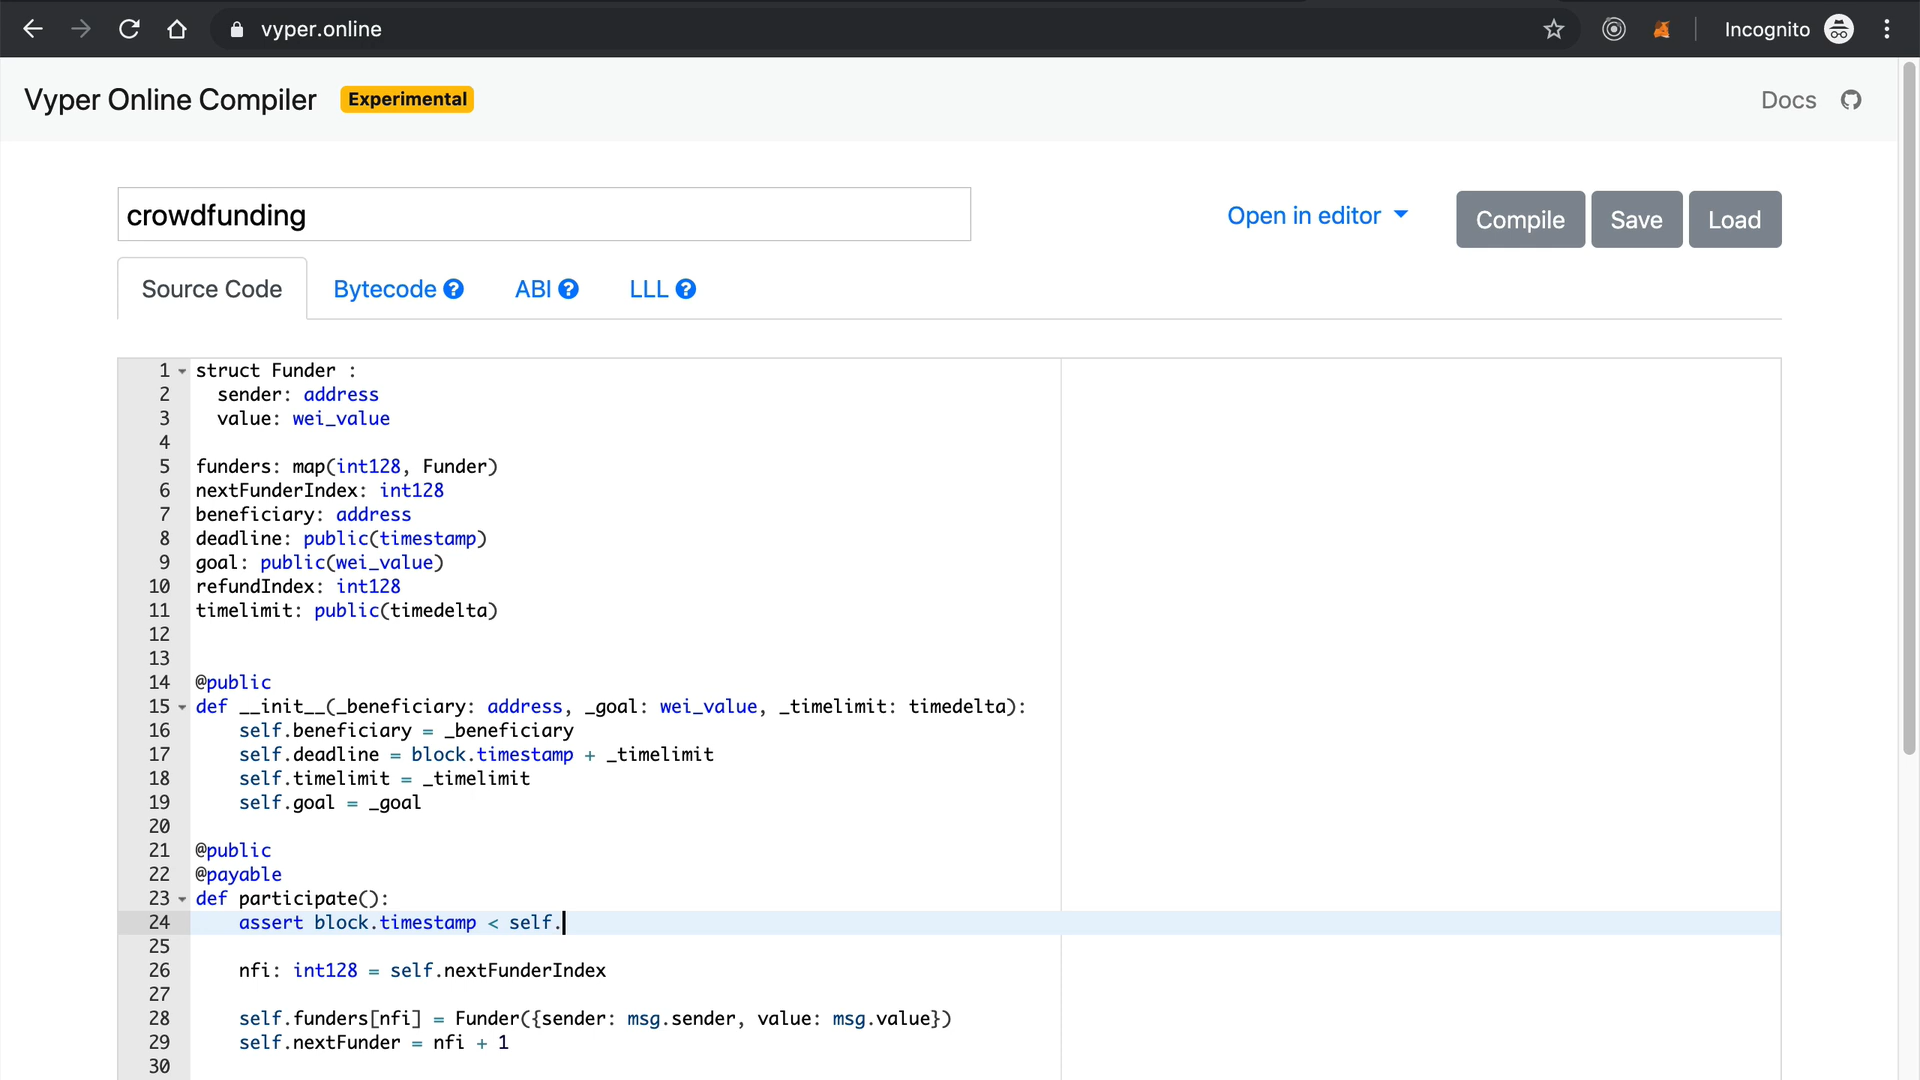 vyper.online
Incognito
Vyper Online Compiler Experimental
Docs
crowdfunding
Open in editor
Compile Save Load
Source Code Bytecode ? ABI ? LLL ?
1 struct Funder :
2 sender: address
3 value: wei_value
4
5 funders: map(int128, Funder)
6 nextFunderIndex: int128
7 beneficiary: address
8 deadline: public(timestamp)
9 goal: public(wei_value)
10 refundIndex: int128
11 timelimit: public(timedelta)
12
13
14 @public
15 def __init__(_beneficiary: address, _goal: wei_value, _timelimit: timedelta):
16 self.beneficiary = _beneficiary
17 self.deadline = block.timestamp + _timelimit
18 self.timelimit = _timelimit
19 self.goal = _goal
20
21 @public
22 @payable
23 def participate():
24 assert block.timestamp < self.
25
26 nfi: int128 = self.nextFunderIndex
27
28 self.funders[nfi] = Funder({sender: msg.sender, value: msg.value})
29 self.nextFunder = nfi + 1
30